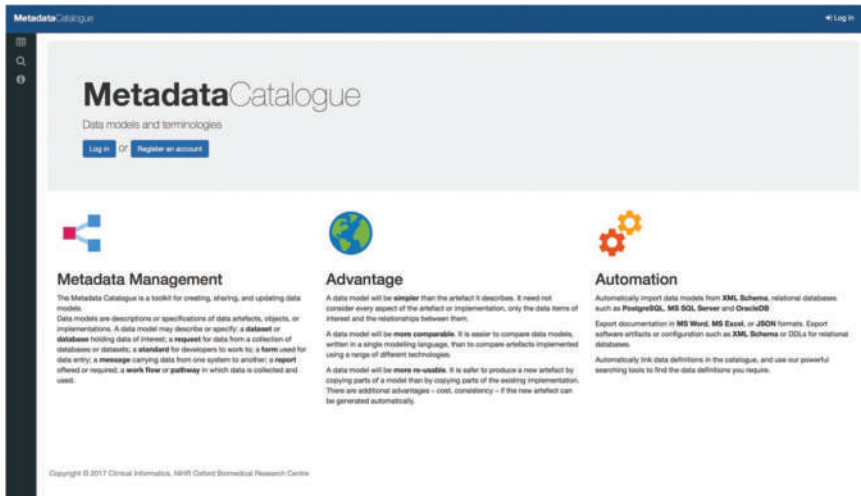 MetadataCatalogue
Log in
MetadataCatalogue
Data models and terminologies
Log in or Register an account
Metadata Management
The Metadata Catalogue is a toolkit for creating, sharing, and updating data
models.
Data models are descriptions or specifications of data artefacts, objects, or
implementations. A data model may describe or specify: a dataset or
database holding data of interest; a request for data from a collection of
databases or datasets; a standard for developers to work to; a form used for
data entry; a message carrying data from one system to another; a report
offered or required; a work flow or pathway in which data is collected and
used.
Advantage
A data model will be simpler than the artefact it describes. It need not
consider every aspect of the artefact or implementation, only the data items of
interest and the relationships between them.
A data model will be more comparable. It is easier to compare data models,
written in a single modelling language, than to compare artefacts implemented
using a range of different technologies.
A data model will be more re-usable. It is safer to produce a new artefact by
copying parts of a model than by copying parts of the existing implementation.
There are additional advantages – cost, consistency – if the new artefact can
be generated automatically.
Automation
Automatically import data models from XML Schema, relational databases
such as PostgreSQL, MS SQL Server and OracleDB
Export documentation in MS Word, MS Excel, or JSON formats. Export
software artifacts or configuration such as XML Schema or DDLs for relational
databases.
Automatically link data definitions in the catalogue, and use our powerful
searching tools to find the data definitions you require.
Copyright © 2017 Clinical Informatics, NIHR Oxford Biomedical Research Centre